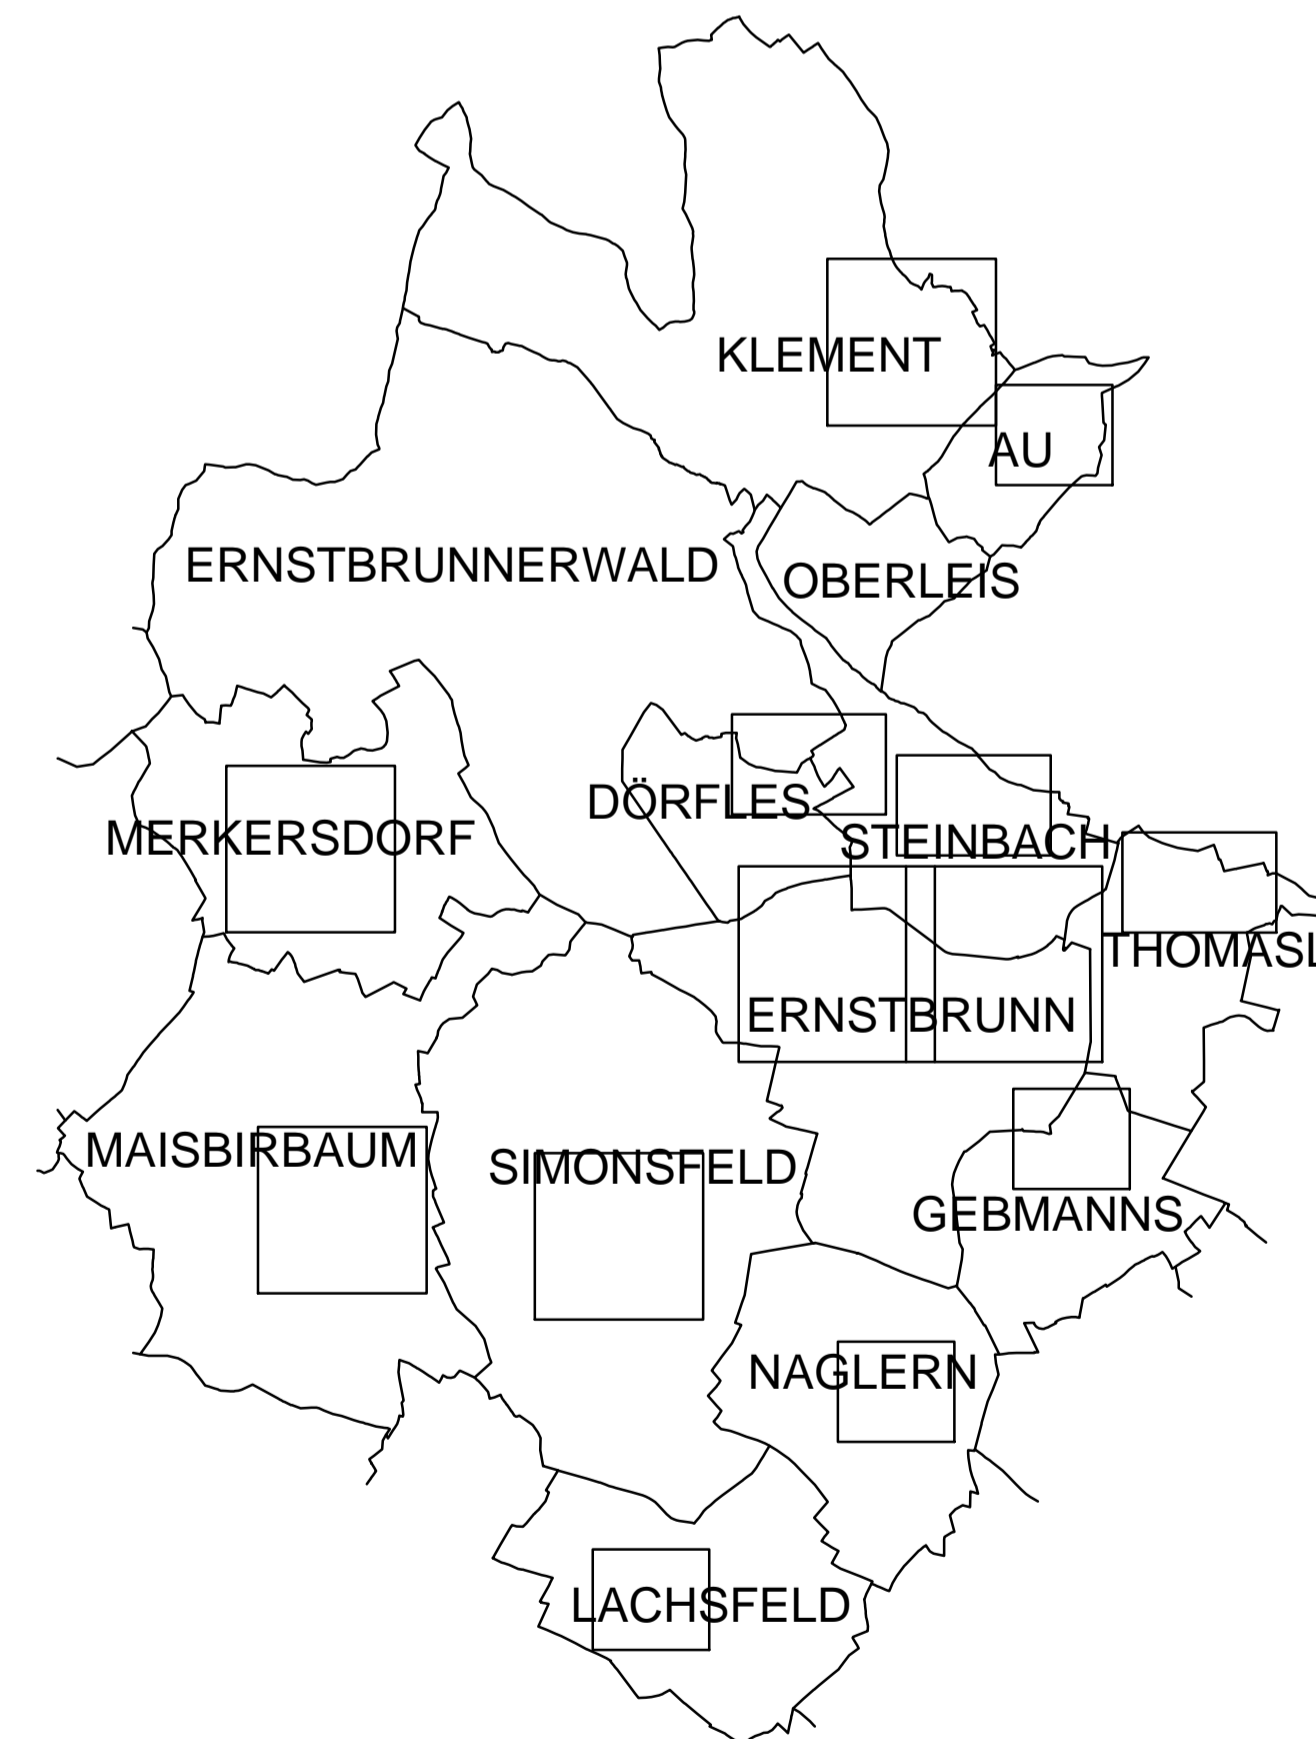 KLEMENT
AU
ERNSTBRUNNERWALD
OBERLEIS
DÖRFLES
MERKERSDORF
STEINBACH
THOMASL
ERNSTBRUNN
MAISBIRBAUM
SIMONSFELD
GEBMANNS
NAGLERN
LACHSFELD